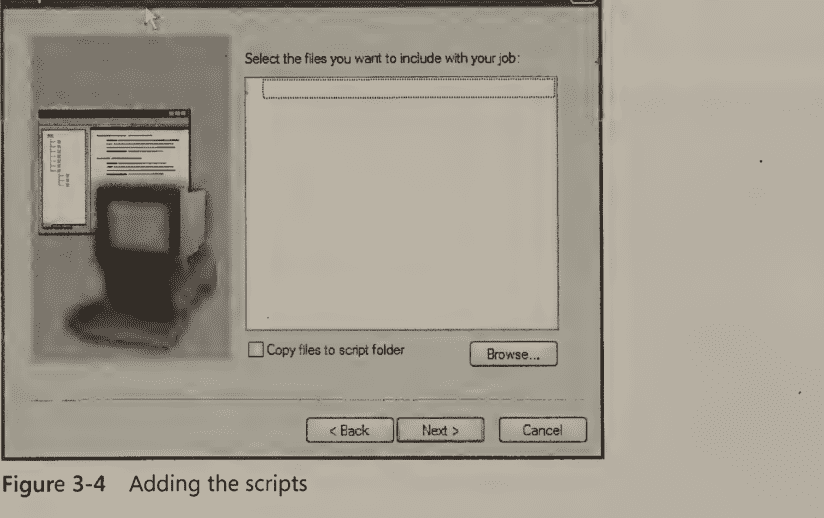 Select the files you want to include with your job:
Copy files to script folder
Browse...
< Back
Next >
Cancel
Figure 3-4 Adding the scripts